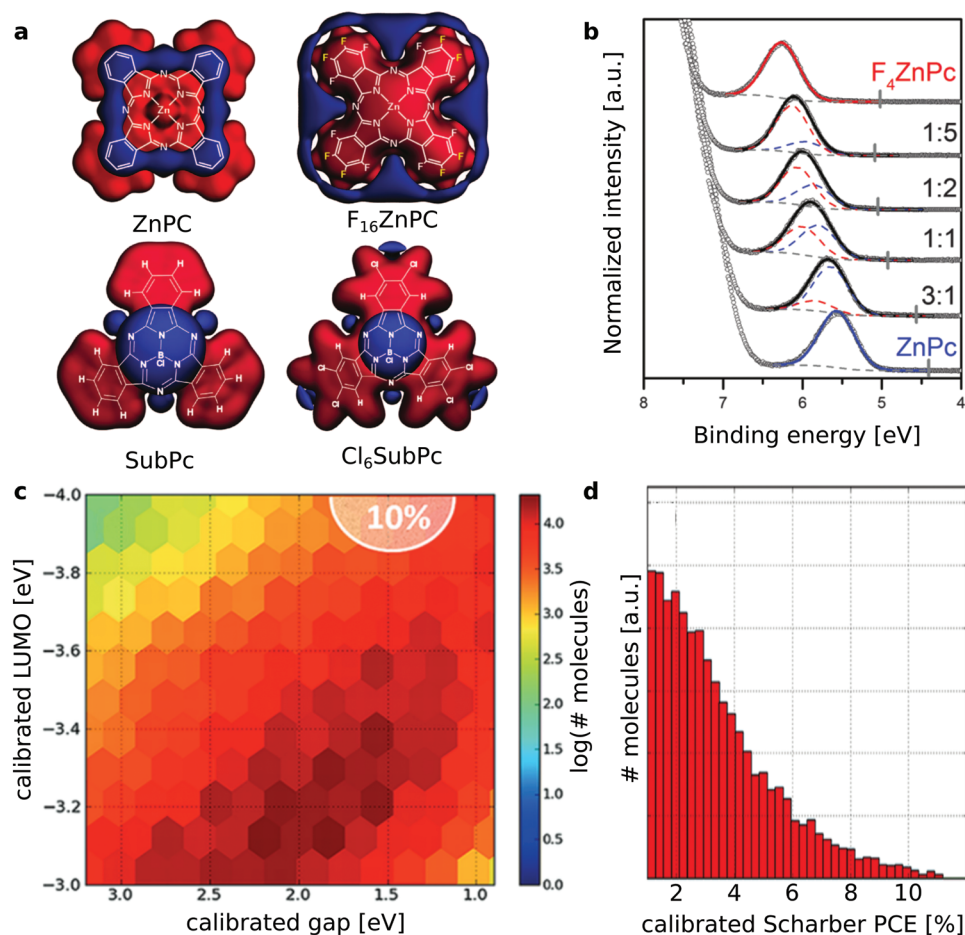 a
ZnPC
F16ZnPC
SubPc
Cl6SubPc
b
Normalized intensity [a.u.]
F4ZnPc
1:5
1:2
1:1
3:1
ZnPc
8 7 6 5 4
Binding energy [eV]
c
calibrated LUMO [eV]
−4.0
−3.8
−3.6
−3.4
−3.2
−3.0
3.0 2.5 2.0 1.5 1.0
calibrated gap [eV]
10%
4.0
3.5
3.0
2.5
2.0
1.5
1.0
0.5
0.0
log(# molecules)
d
# molecules [a.u.]
2 4 6 8 10
calibrated Scharber PCE [%]